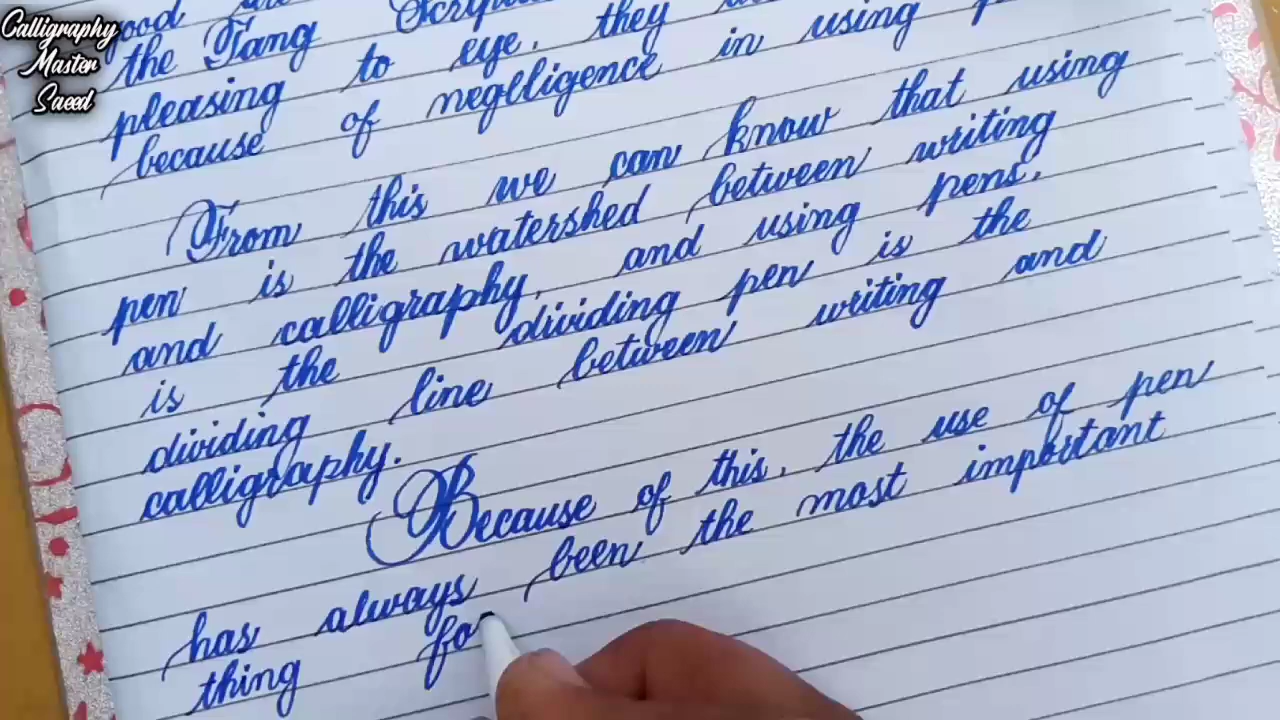 Calligraphy
Master
Saeed
good are
the Tang
pleasing to eye, they
because of neglligence in using
From this we can know that using
pen is the watershed between writing
and calligraphy, and using pens,
is the dividing pen is the
dividing line between writing and
calligraphy.
Because of this, the use of pen
has always been the most important
thing fo